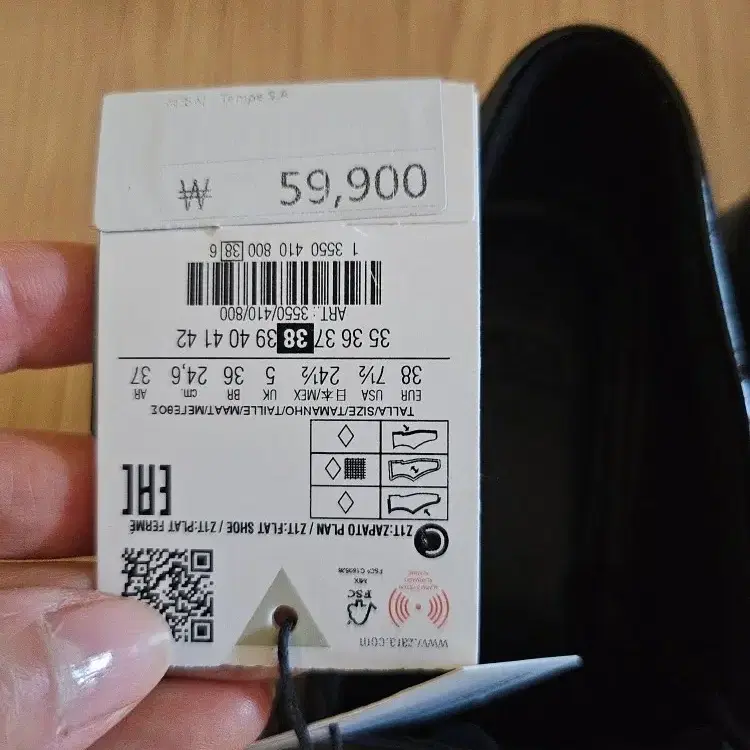 Tempe S.A
₩ 59,900
www.zara.com
FSC
MIX
Z1T:ZAPATO PLAN / Z1T:FLAT SHOE / Z1T:PLAT FERMÉ
EAC
TALLA/SIZE/TAMANHO/TAILLE/MAAT/ΜΕΓΕΘΟΣ
EUR USA 日本/MEX UK BR cm. AR
38 7½ 24½ 5 36 24,6 37
35 36 37 38 39 40 41 42
ART.: 3550/410/800
1 3550 410 800 38 6